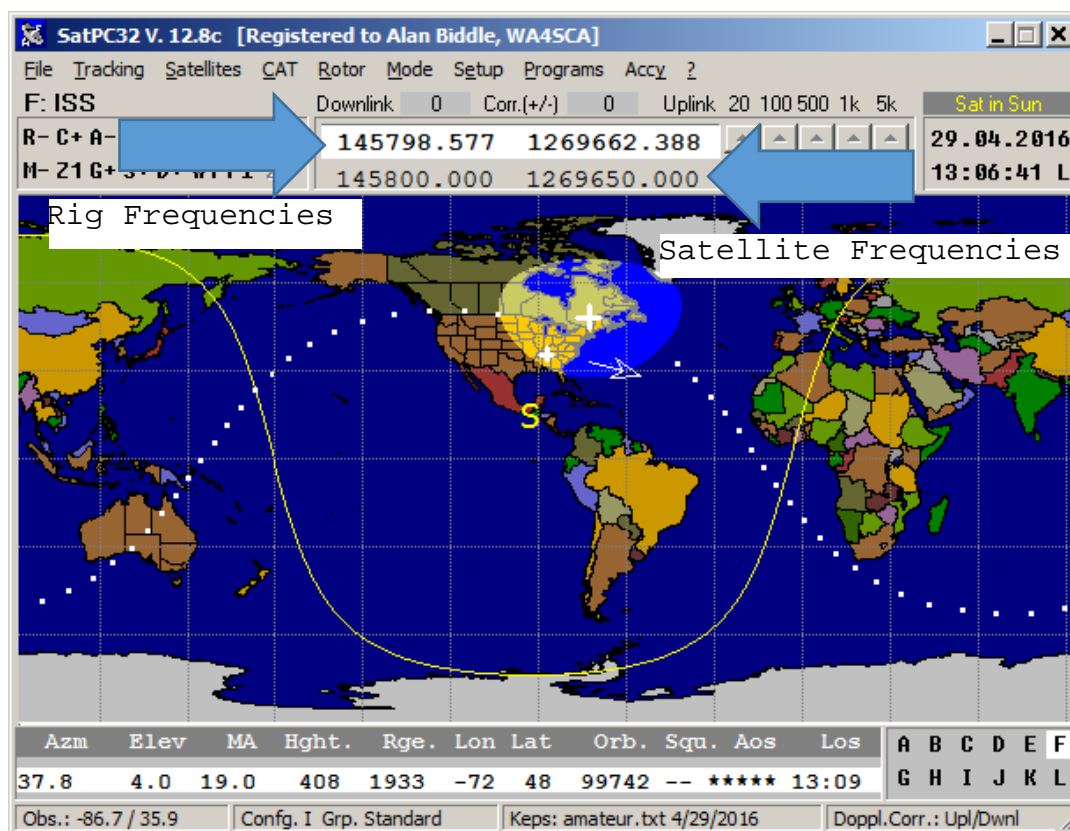 SatPC32 V. 12.8c [Registered to Alan Biddle, WA4SCA]
File Tracking Satellites CAT Rotor Mode Setup Programs Accy ?
F: ISS
Downlink 0 Corr.(+/-) 0 Uplink 20 100 500 1k 5k
Sat in Sun
R- C+ A-
145798.577 1269662.388
29.04.2016
M- Z1 G+
145800.000 1269650.000
13:06:41 L
Rig Frequencies
Satellite Frequencies
S
Azm Elev MA Hght. Rge. Lon Lat Orb. Squ. Aos Los
37.8 4.0 19.0 408 1933 -72 48 99742 -- ***** 13:09
A B C D E F
G H I J K L
Obs.: -86.7 / 35.9 Confg. I Grp. Standard Keps: amateur.txt 4/29/2016 Doppl.Corr.: Upl/Dwnl